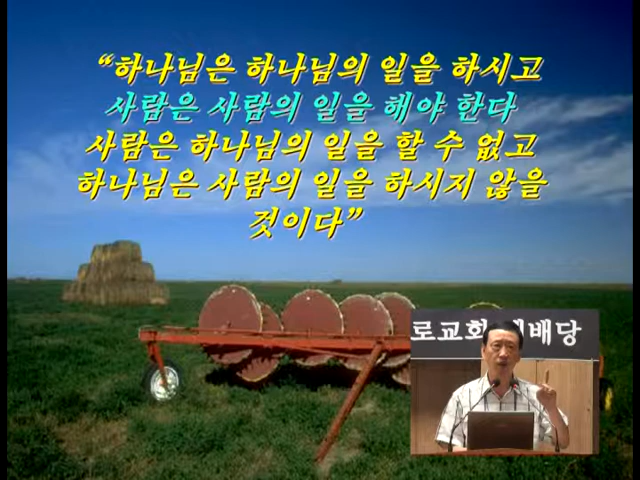 “하나님은 하나님의 일을 하시고
사람은 사람의 일을 해야 한다
사람은 하나님의 일을 할 수 없고
하나님은 사람의 일을 하시지 않을
것이다”
로교회 예배당